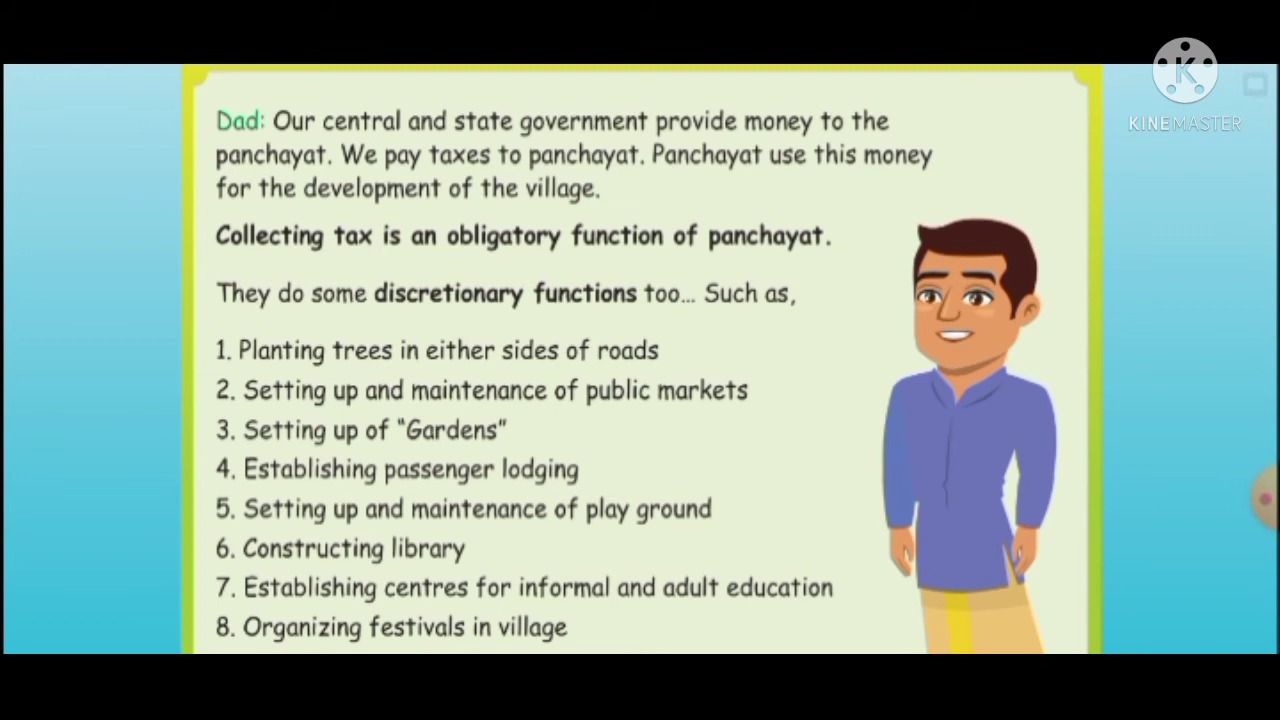 KINEMASTER
Dad: Our central and state government provide money to the
panchayat. We pay taxes to panchayat. Panchayat use this money
for the development of the village.
Collecting tax is an obligatory function of panchayat.
They do some discretionary functions too... Such as,
1. Planting trees in either sides of roads
2. Setting up and maintenance of public markets
3. Setting up of “Gardens”
4. Establishing passenger lodging
5. Setting up and maintenance of play ground
6. Constructing library
7. Establishing centres for informal and adult education
8. Organizing festivals in village